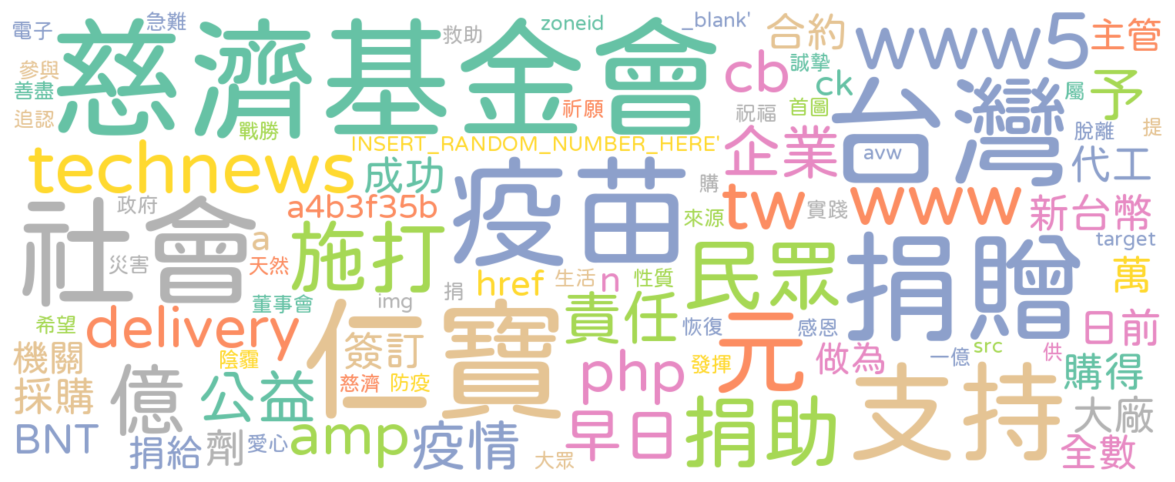 電子
急難
慈濟基金會
救助
zoneid
_blank'
合約
www5
主管
參與
善盡
追認
cb
誠摯
ck
首圖
屬
予
戰勝
祈願
祝福
台灣
脫離
提
INSERT_RANDOM_NUMBER_HERE'
企業
avw
代工
technews
成功
疫苗
購
政府
a4b3f35b
來源
tw
實踐
www
新台幣
社會
a
施打
target
災害
天然
民眾
捐贈
萬
img
捐
href
生活
n
性質
董事會
希望
delivery
仁寶
責任
元
恢復
感恩
日前
機關
陰霾
簽訂
做為
一億
src
供
採購
億
公益
慈濟
防疫
php
發揮
支持
購得
BNT
捐給
劑
愛心
amp
疫情
大眾
早日
捐助
大廠
全數